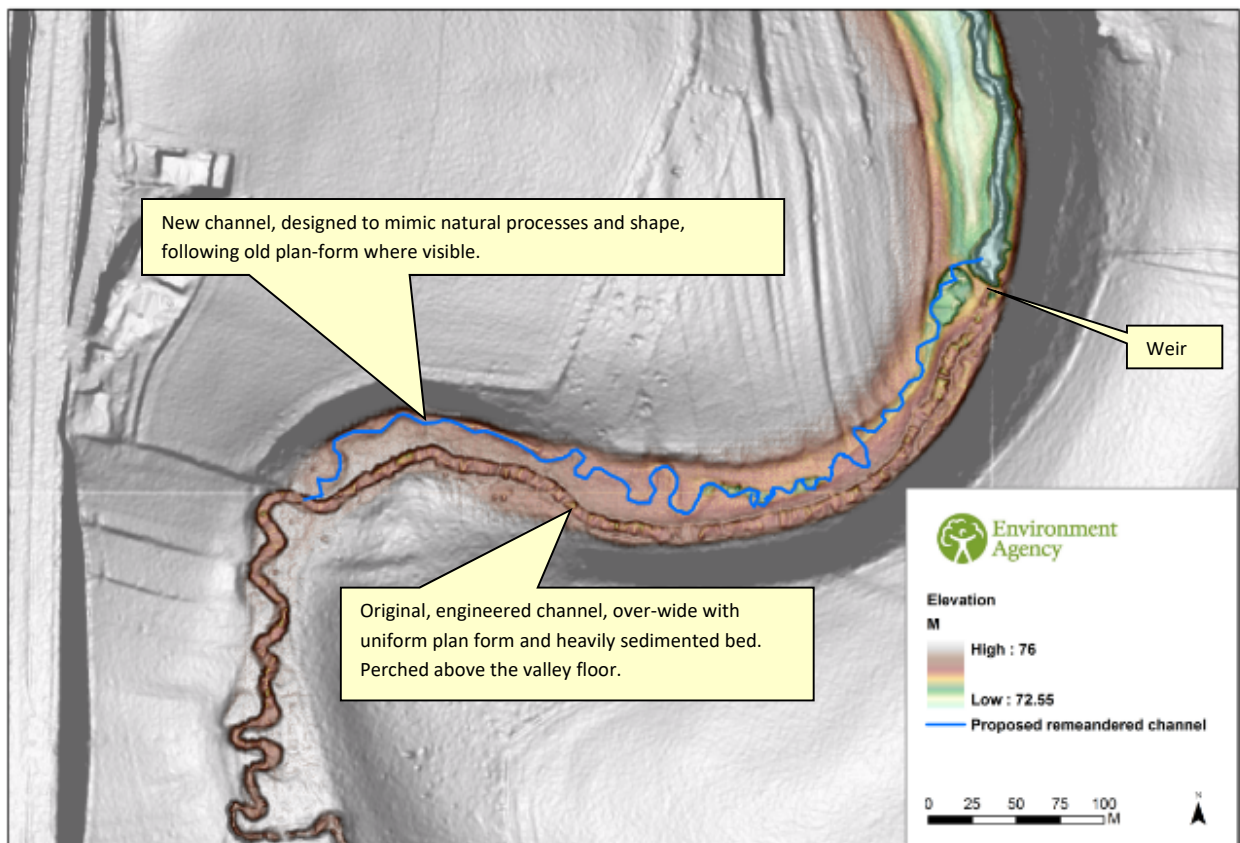 New channel, designed to mimic natural processes and shape,
following old plan-form where visible.
Weir
Original, engineered channel, over-wide with
uniform plan form and heavily sedimented bed.
Perched above the valley floor.
Environment
Agency
Elevation
M
High : 76
Low : 72.55
Proposed remeandered channel
0 25 50 75 100
M
N